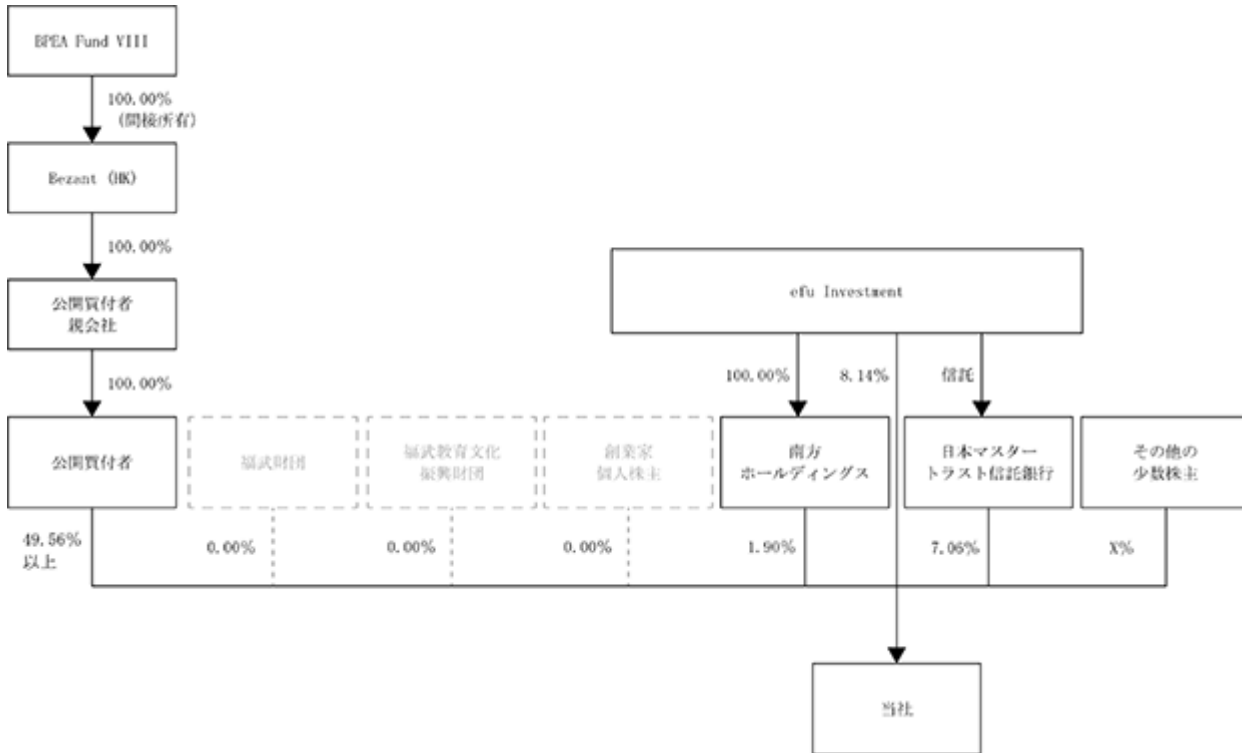 BPEA Fund VIII
100.00%
（間接所有）
Bezant (HK)
100.00%
公開買付者
親会社
efu Investment
100.00%
100.00%
8.14%
信託
公開買付者
福武財団
福武教育文化
振興財団
創業家
個人株主
南方
ホールディングス
日本マスター
トラスト信託銀行
その他の
少数株主
49.56%
以上
0.00%
0.00%
0.00%
1.90%
7.06%
X%
当社